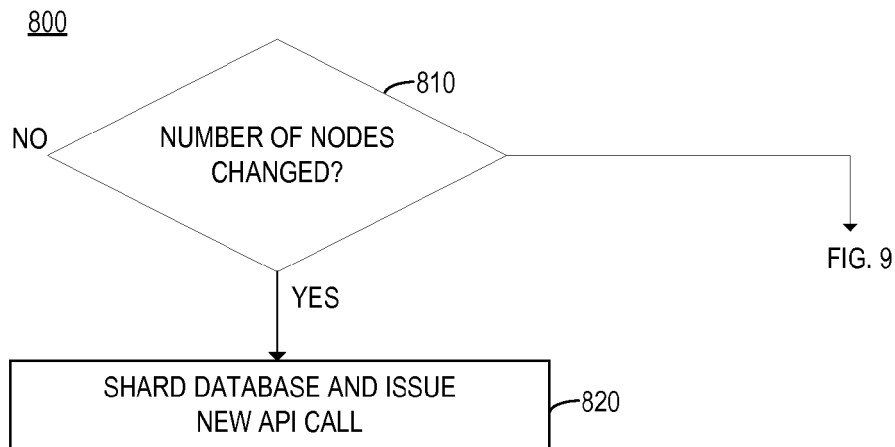 800
810
NO
NUMBER OF NODES
CHANGED?
FIG. 9
YES
SHARD DATABASE AND ISSUE
NEW API CALL
820